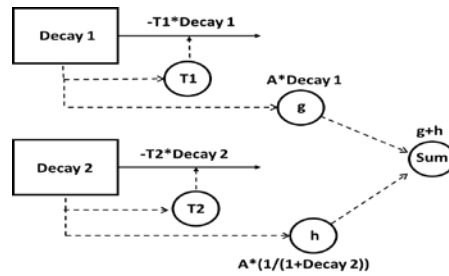 -T1*Decay 1
Decay 1
T1
A*Decay 1
g
g+h
Sum
-T2*Decay 2
Decay 2
T2
h
A*(1/(1+Decay 2))